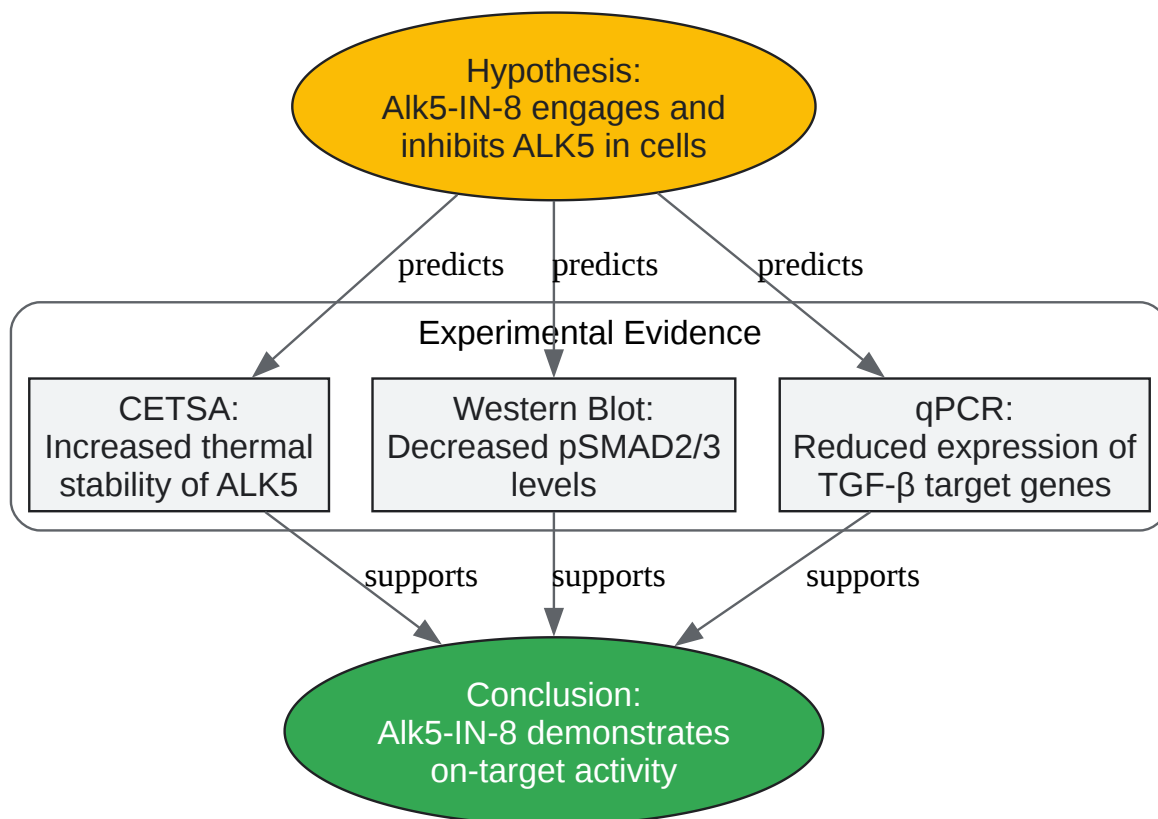 Hypothesis:
Alk5-IN-8 engages and
inhibits ALK5 in cells
predicts
predicts
predicts
Experimental Evidence
CETSA:
Increased thermal
stability of ALK5
Western Blot:
Decreased pSMAD2/3
levels
qPCR:
Reduced expression of
TGF-β target genes
supports
supports
supports
Conclusion:
Alk5-IN-8 demonstrates
on-target activity